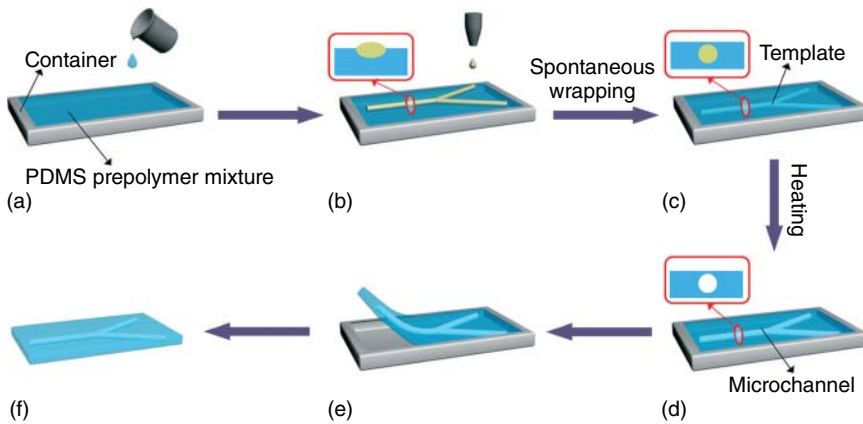 Container
PDMS prepolymer mixture
(a)
(b)
Spontaneous
wrapping
Template
(c)
Heating
Microchannel
(d)
(e)
(f)